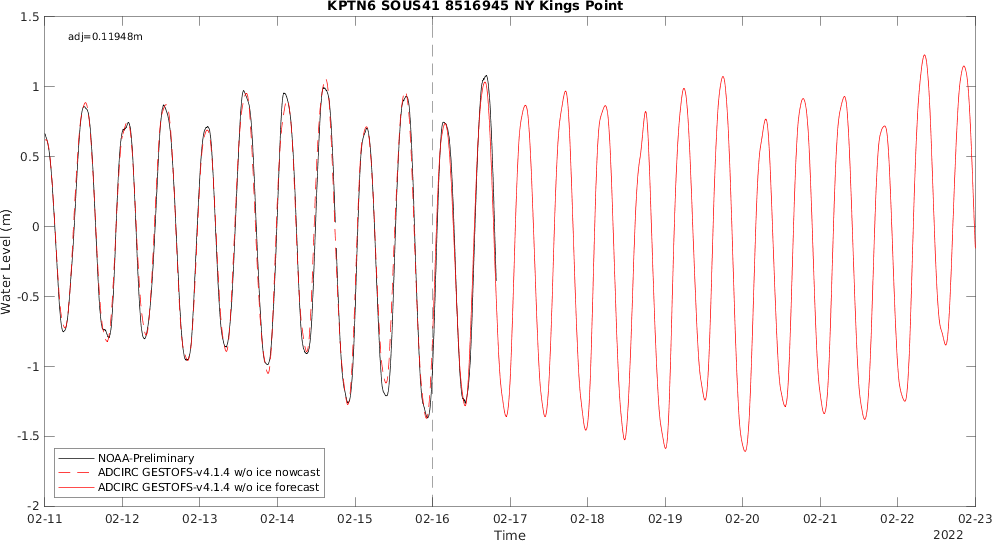 KPTN6 SOUS41 8516945 NY Kings Point
adj=0.11948m
1.5
1
0.5
0
-0.5
-1
-1.5
-2
Water Level (m)
NOAA-Preliminary
ADCIRC GESTOFS-v4.1.4 w/o ice nowcast
ADCIRC GESTOFS-v4.1.4 w/o ice forecast
02-11 02-12 02-13 02-14 02-15 02-16 02-17 02-18 02-19 02-20 02-21 02-22 02-23
Time
2022